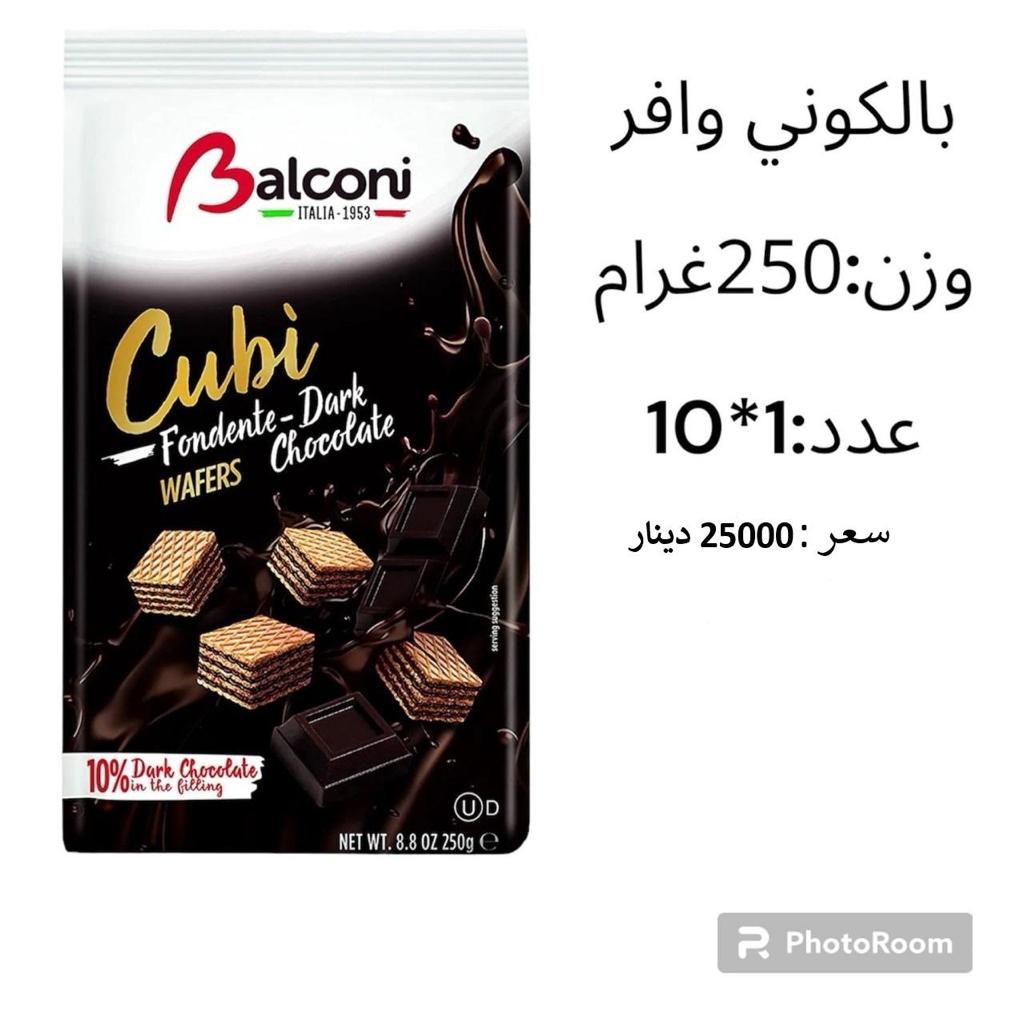 Balconi
ITALIA - 1953
Cubi
Fondente - Dark
Chocolate
WAFERS
serving suggestion
10% Dark Chocolate
in the filling
U D
NET WT. 8.8 OZ 250g ℮
بالكوني وافر
وزن:250غرام
عدد:1*10
سعر :25000 دينار
PhotoRoom